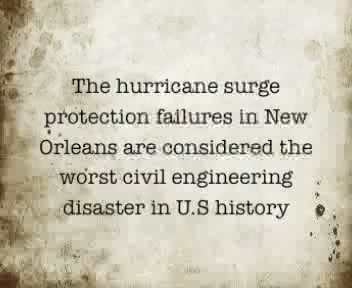 The hurricane surge
protection failures in New
Orleans are considered the
worst civil engineering
disaster in U.S history